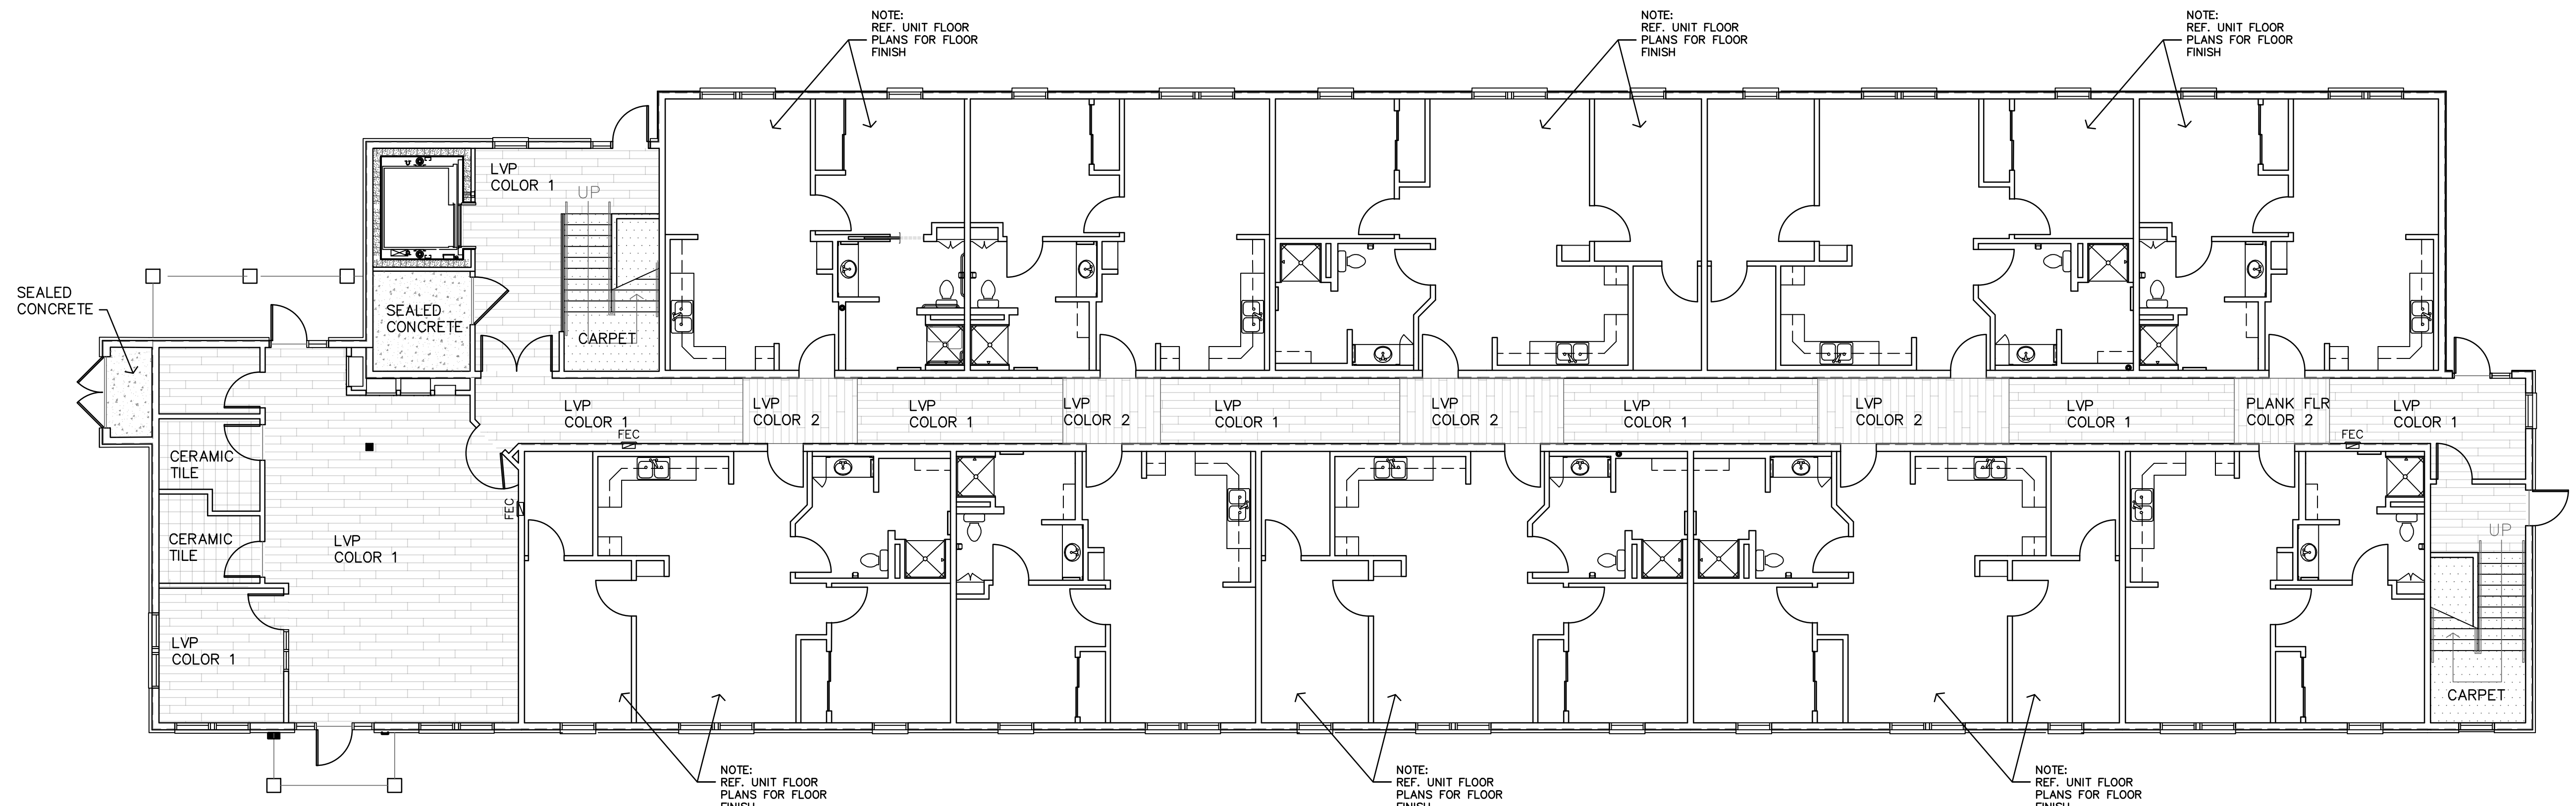 NOTE:
REF. UNIT FLOOR
PLANS FOR FLOOR
FINISH
NOTE:
REF. UNIT FLOOR
PLANS FOR FLOOR
FINISH
NOTE:
REF. UNIT FLOOR
PLANS FOR FLOOR
FINISH
LVP
COLOR 1
UP
SEALED
CONCRETE
SEALED
CONCRETE
CARPET
LVP
COLOR 1
FEC
LVP
COLOR 2
LVP
COLOR 1
LVP
COLOR 2
LVP
COLOR 1
LVP
COLOR 2
LVP
COLOR 1
LVP
COLOR 2
LVP
COLOR 1
PLANK FLR
COLOR 2
LVP
COLOR 1
FEC
CERAMIC
TILE
FEC
CERAMIC
TILE
LVP
COLOR 1
UP
LVP
COLOR 1
CARPET
NOTE:
REF. UNIT FLOOR
PLANS FOR FLOOR
FINISH
NOTE:
REF. UNIT FLOOR
PLANS FOR FLOOR
FINISH
NOTE:
REF. UNIT FLOOR
PLANS FOR FLOOR
FINISH